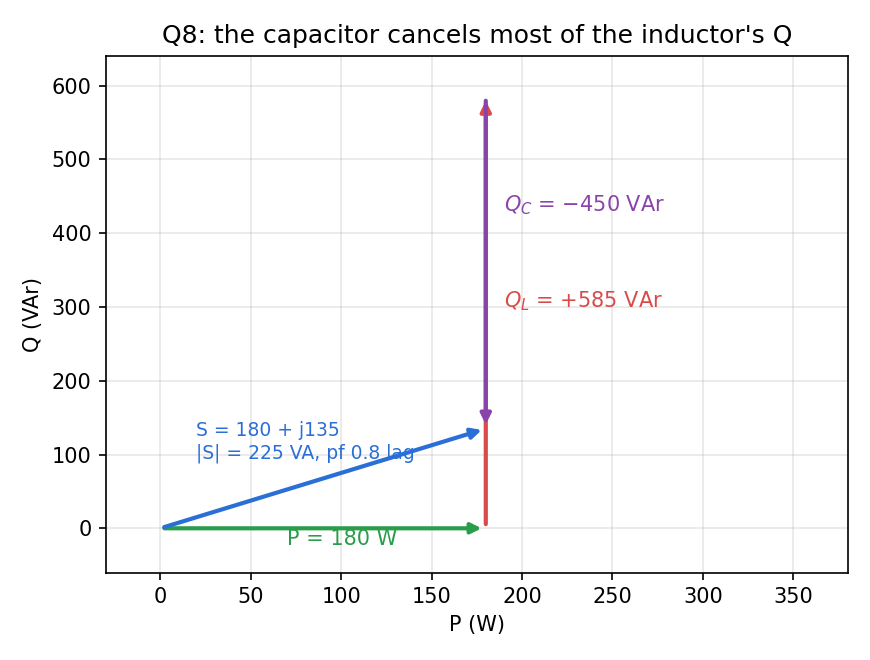 Q8: the capacitor cancels most of the inductor's Q
600
500
400
300
200
100
0
Q (VAr)
Q_C = −450 VAr
Q_L = +585 VAr
S = 180 + j135
|S| = 225 VA, pf 0.8 lag
P = 180 W
0 50 100 150 200 250 300 350
P (W)